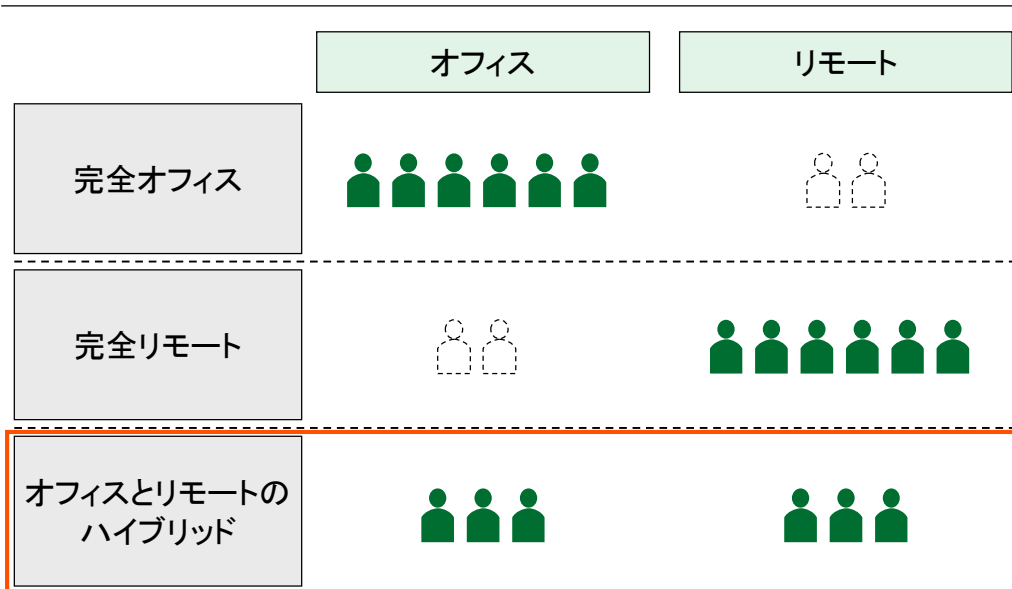 オフィス
リモート
完全オフィス
完全リモート
オフィスとリモートの
ハイブリッド